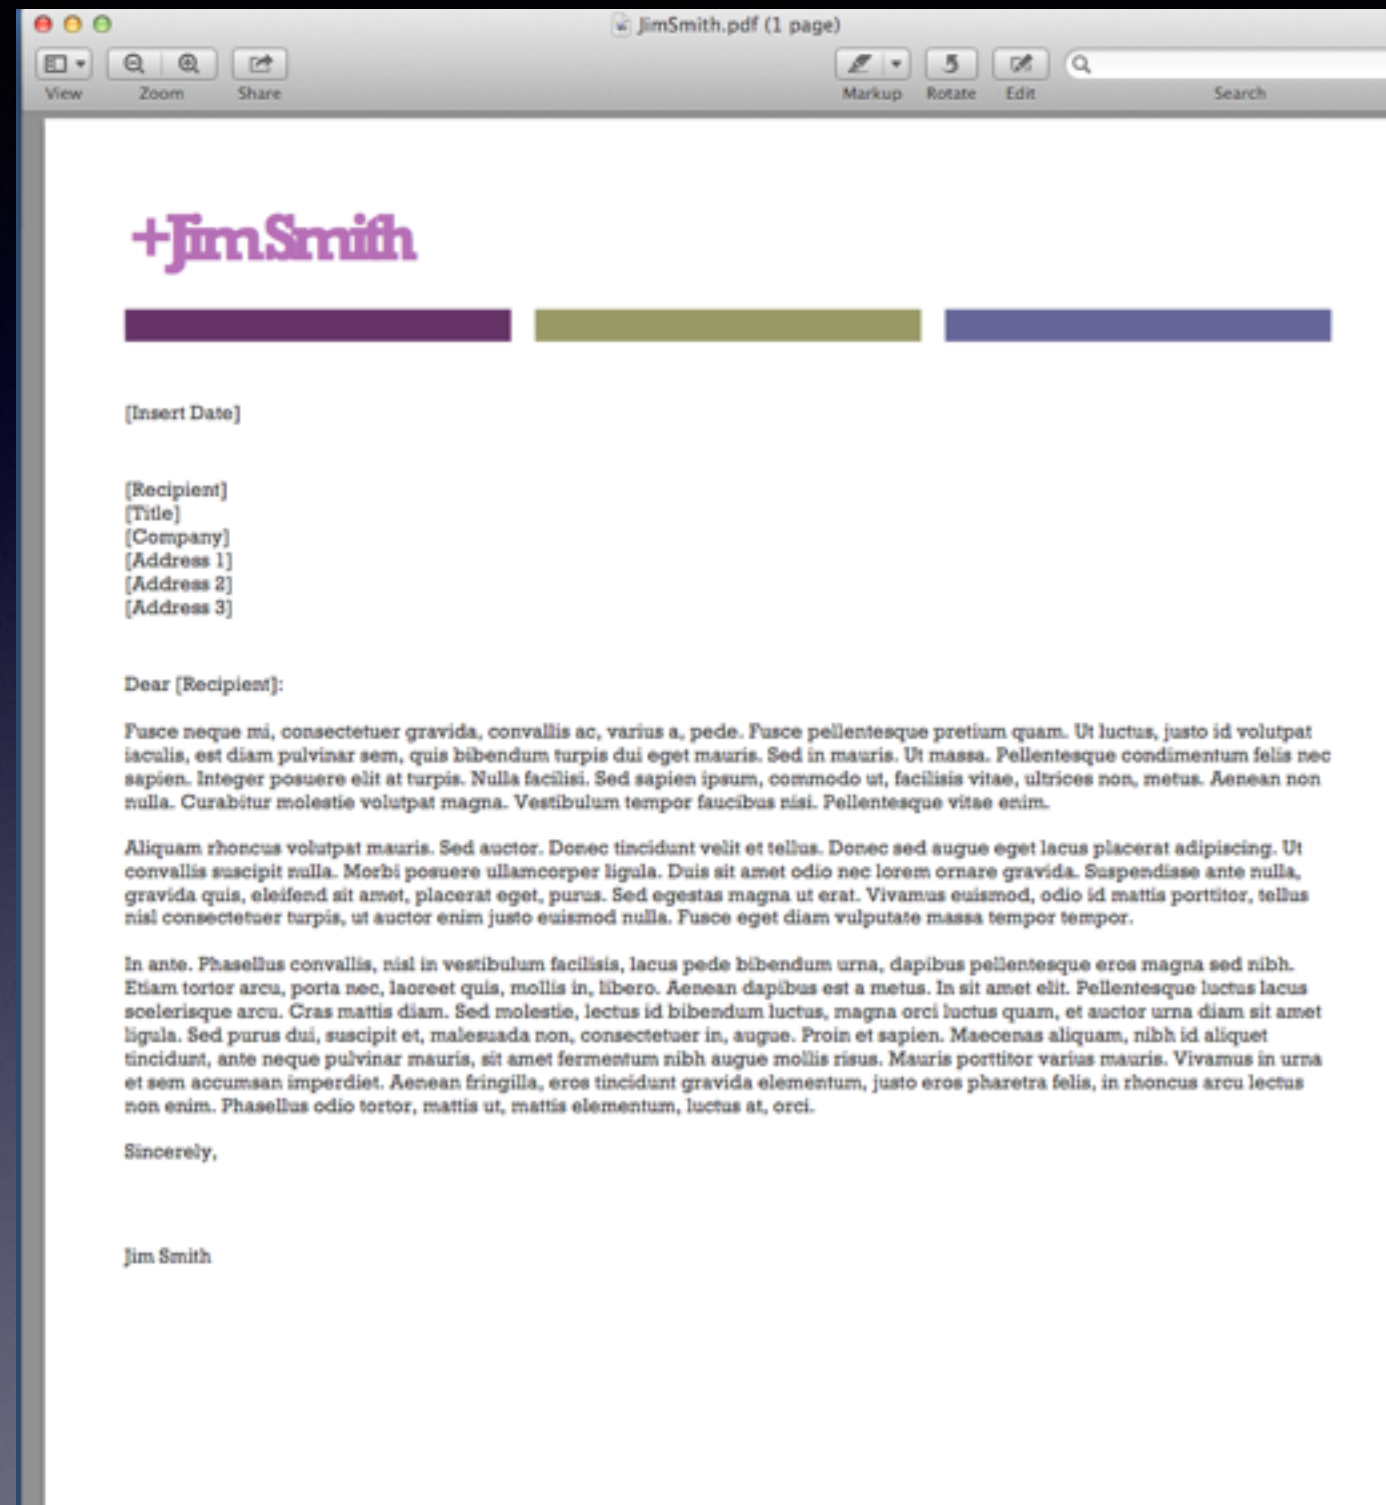 JimSmith.pdf (1 page)
View Zoom Share Markup Rotate Edit Search
+JimSmith
[Insert Date]
[Recipient]
[Title]
[Company]
[Address 1]
[Address 2]
[Address 3]
Dear [Recipient]:
Fusce neque mi, consectetuer gravida, convallis ac, varius a, pede. Fusce pellentesque pretium quam. Ut luctus, justo id volutpat
iaculis, est diam pulvinar sem, quis bibendum turpis dui eget mauris. Sed in mauris. Ut massa. Pellentesque condimentum felis nec
sapien. Integer posuere elit at turpis. Nulla facilisi. Sed sapien ipsum, commodo ut, facilisis vitae, ultrices non, metus. Aenean non
nulla. Curabitur molestie volutpat magna. Vestibulum tempor faucibus nisi. Pellentesque vitae enim.
Aliquam rhoncus volutpat mauris. Sed auctor. Donec tincidunt velit et tellus. Donec sed augue eget lacus placerat adipiscing. Ut
convallis suscipit nulla. Morbi posuere ullamcorper ligula. Duis sit amet odio nec lorem ornare gravida. Suspendisse ante nulla,
gravida quis, eleifend sit amet, placerat eget, purus. Sed egestas magna ut erat. Vivamus euismod, odio id mattis porttitor, tellus
nisl consectetuer turpis, ut auctor enim justo euismod nulla. Fusce eget diam vulputate massa tempor tempor.
In ante. Phasellus convallis, nisl in vestibulum facilisis, lacus pede bibendum urna, dapibus pellentesque eros magna sed nibh.
Etiam tortor arcu, porta nec, laoreet quis, mollis in, libero. Aenean dapibus est a metus. In sit amet elit. Pellentesque luctus lacus
scelerisque arcu. Cras mattis diam. Sed molestie, lectus id bibendum luctus, magna orci luctus quam, et auctor urna diam sit amet
ligula. Sed purus dui, suscipit et, malesuada non, consectetuer in, augue. Proin et sapien. Maecenas aliquam, nibh id aliquet
tincidunt, ante neque pulvinar mauris, sit amet fermentum nibh augue mollis risus. Mauris porttitor varius mauris. Vivamus in urna
et sem accumsan imperdiet. Aenean fringilla, eros tincidunt gravida elementum, justo eros pharetra felis, in rhoncus arcu lectus
non enim. Phasellus odio tortor, mattis ut, mattis elementum, luctus at, orci.
Sincerely,
Jim Smith